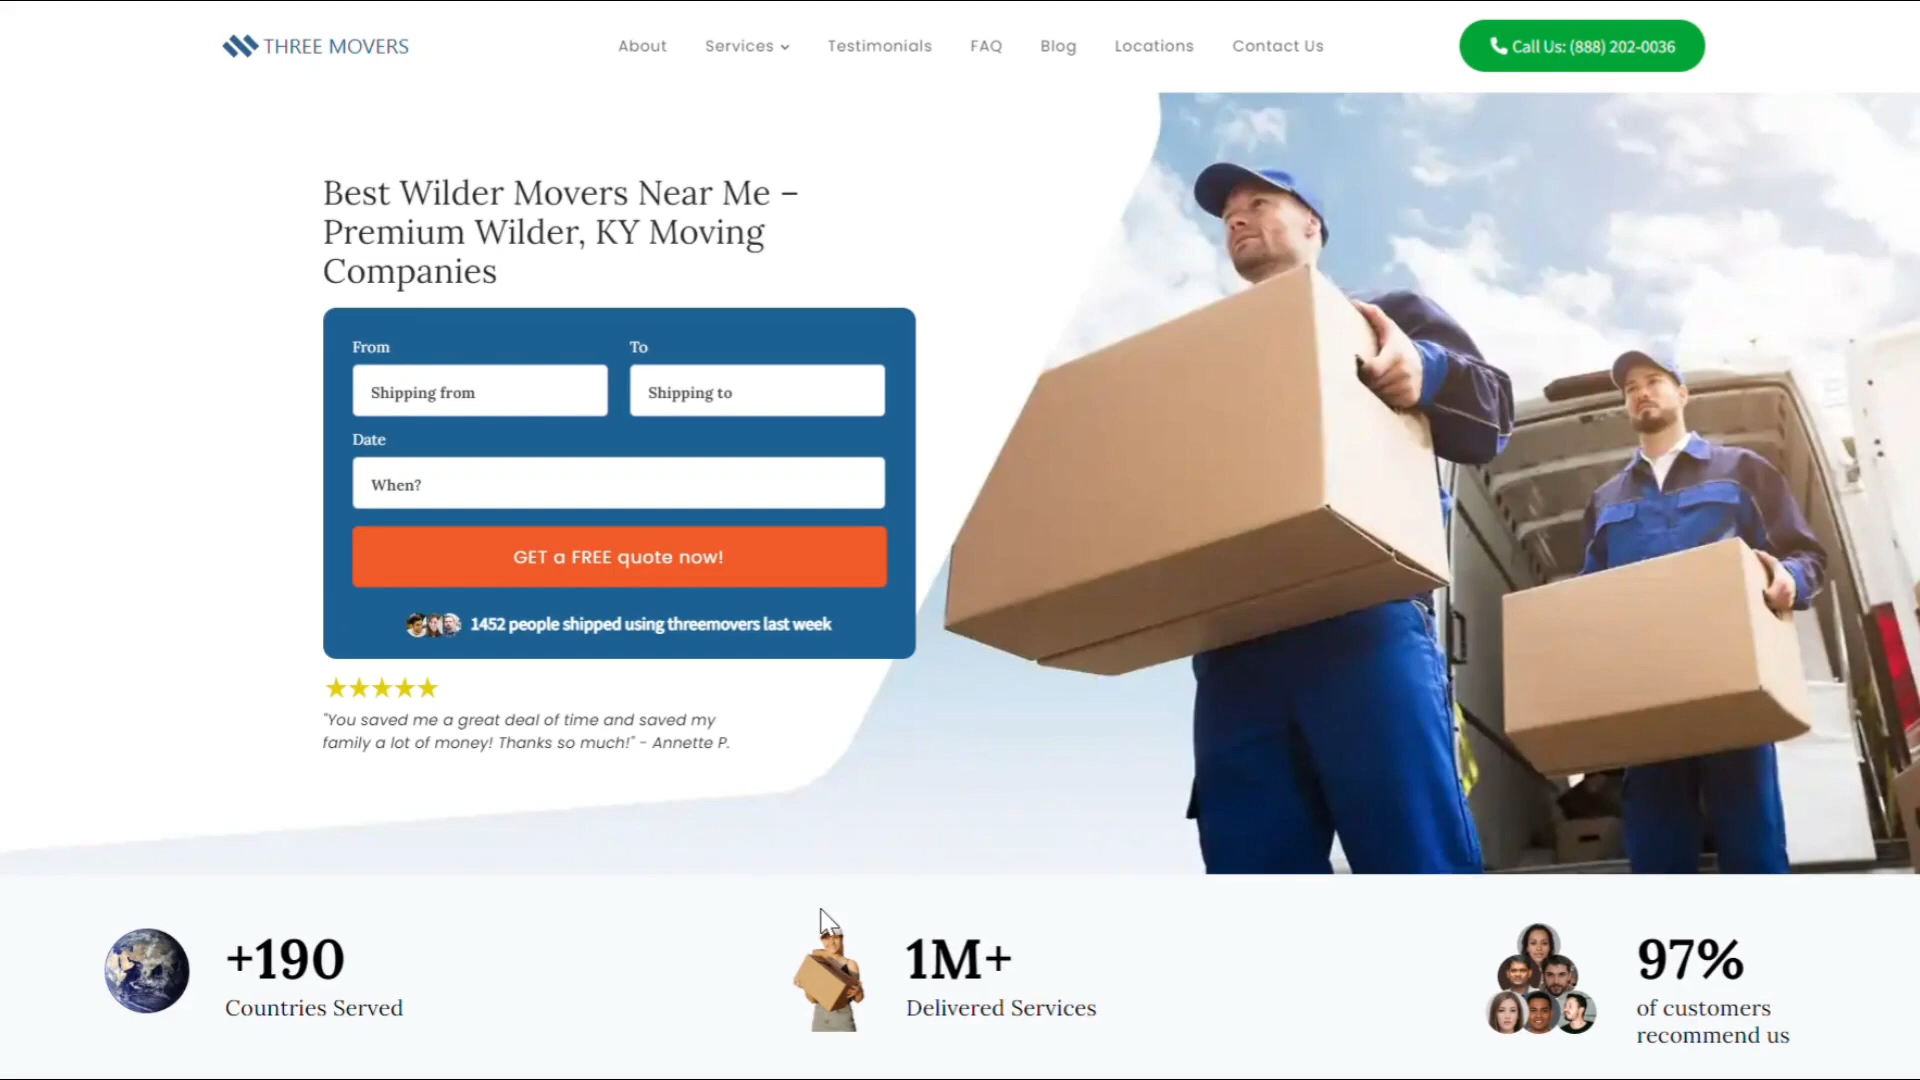 THREE MOVERS
About
Services
Testimonials
FAQ
Blog
Locations
Contact Us
Call Us: (888) 202-0036
Best Wilder Movers Near Me –
Premium Wilder, KY Moving
Companies
From
To
Shipping from
Shipping to
Date
When?
GET a FREE quote now!
1452 people shipped using threemovers last week
"You saved me a great deal of time and saved my
family a lot of money! Thanks so much!" - Annette P.
+190
Countries Served
1M+
Delivered Services
97%
of customers
recommend us